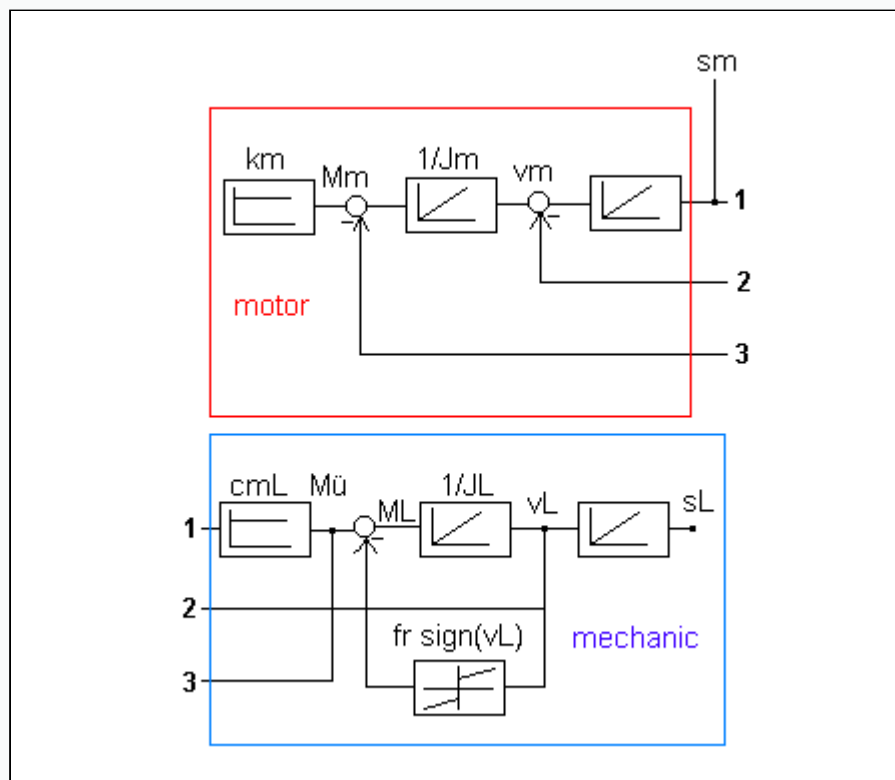 sm
km
Mm
1/Jm
vm
1
2
motor
3
cmL
Mü
ML
1/JL
vL
sL
1
2
fr sign(vL)
mechanic
3